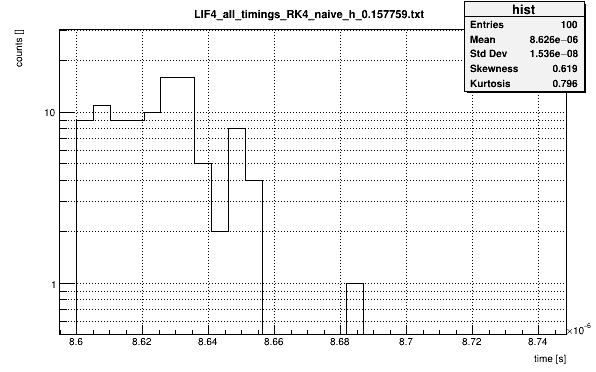 LIF4_all_timings_RK4_naive_h_0.157759.txt
hist
Entries 100
Mean 8.626e−06
Std Dev 1.536e−08
Skewness 0.619
Kurtosis 0.796
counts []
10
1
8.6 8.62 8.64 8.66 8.68 8.7 8.72 8.74
×10⁻⁶
time [s]